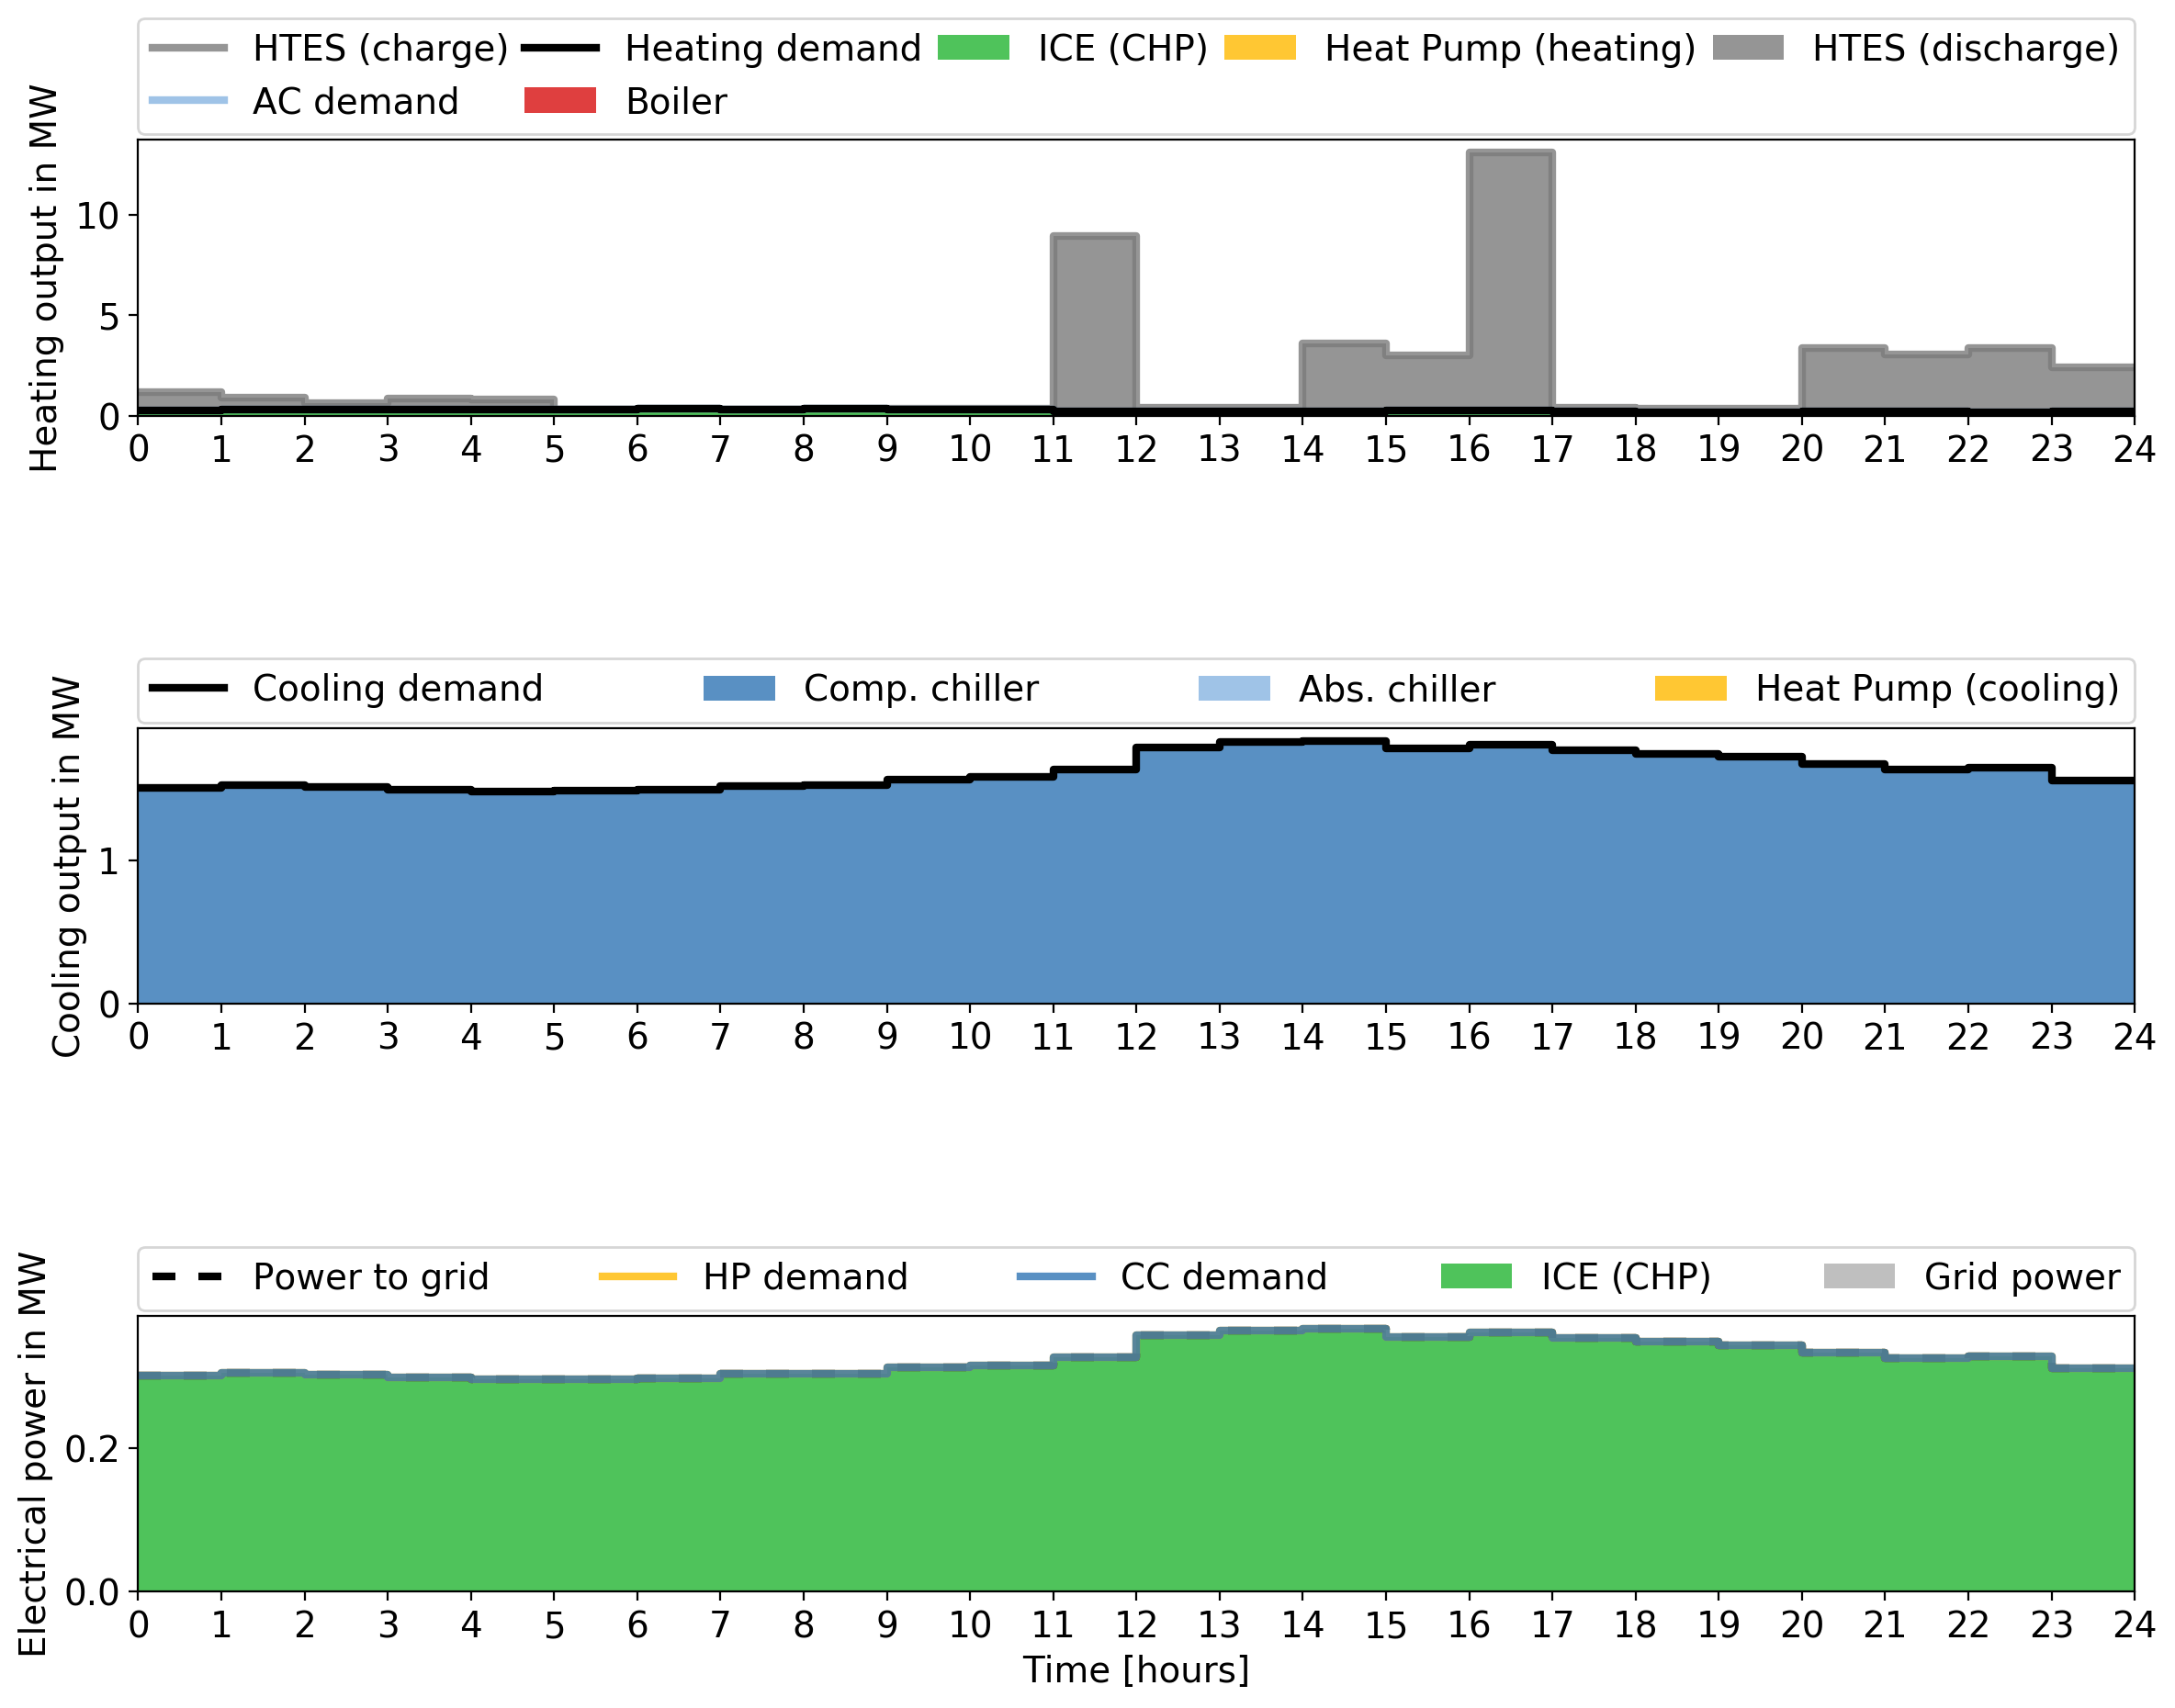 HTES (charge) Heating demand ICE (CHP) Heat Pump (heating) HTES (discharge)
AC demand Boiler
Heating output in MW
10
5
0
0 1 2 3 4 5 6 7 8 9 10 11 12 13 14 15 16 17 18 19 20 21 22 23 24
Cooling demand Comp. chiller Abs. chiller Heat Pump (cooling)
Cooling output in MW
1
0
0 1 2 3 4 5 6 7 8 9 10 11 12 13 14 15 16 17 18 19 20 21 22 23 24
Power to grid HP demand CC demand ICE (CHP) Grid power
Electrical power in MW
0.2
0.0
0 1 2 3 4 5 6 7 8 9 10 11 12 13 14 15 16 17 18 19 20 21 22 23 24
Time [hours]